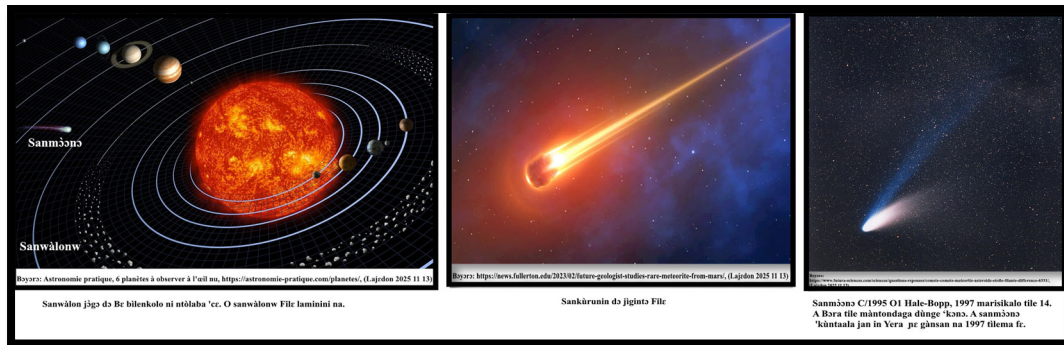 Sanmɔ̀ɔnɔ
Sanwàlonw
Bɔyɔrɔ: Astronomie pratique, 6 planètes à observer à l'œil nu, https://astronomie-pratique.com/planetes/, (Lajɛdon 2025 11 13)
Sanwàlon jɔ̀gɔ dɔ Bɛ bìlenkolo ni ntòlaba 'cɛ. O sanwàlonw Filɛ laminini na.
Bɔyɔrɔ: https://news.fullerton.edu/2023/02/future-geologist-studies-rare-meteorite-from-mars/, (Lajɛdon 2025 11 13)
Sankùrunin dɔ jìgintɔ Filɛ
Bɔyɔrɔ:
Sanmɔ̀ɔnɔ C/1995 O1 Hale-Bopp, 1997 marisikalo tile 14.
A Bɔra tile màntondaga dùnge 'kɔnɔ. A sanmɔ̀ɔnɔ
'kùntaala jan in Yera ɲɛ gànsan na 1997 tìlema fɛ.